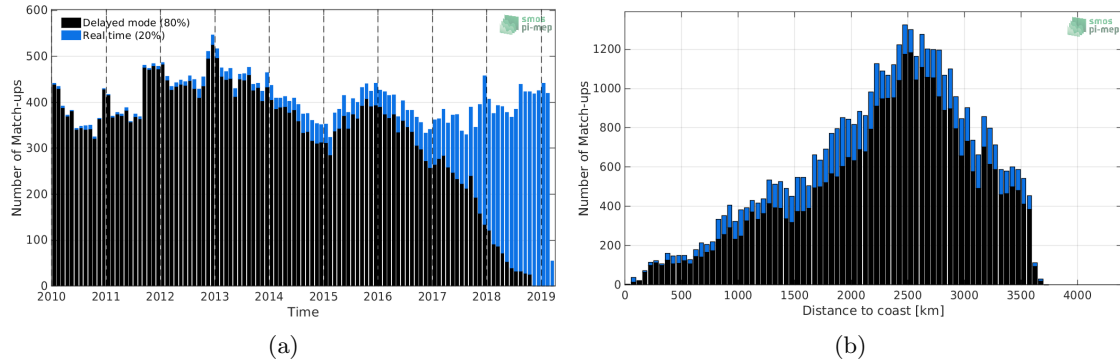 600
500
400
300
200
100
0
Number of Match-ups
Delayed mode (80%)
Real time (20%)
smos
pi-mep
2010 2011 2012 2013 2014 2015 2016 2017 2018 2019
Time
(a)
1200
1000
800
600
400
200
0
Number of Match-ups
smos
pi-mep
0 500 1000 1500 2000 2500 3000 3500 4000
Distance to coast [km]
(b)